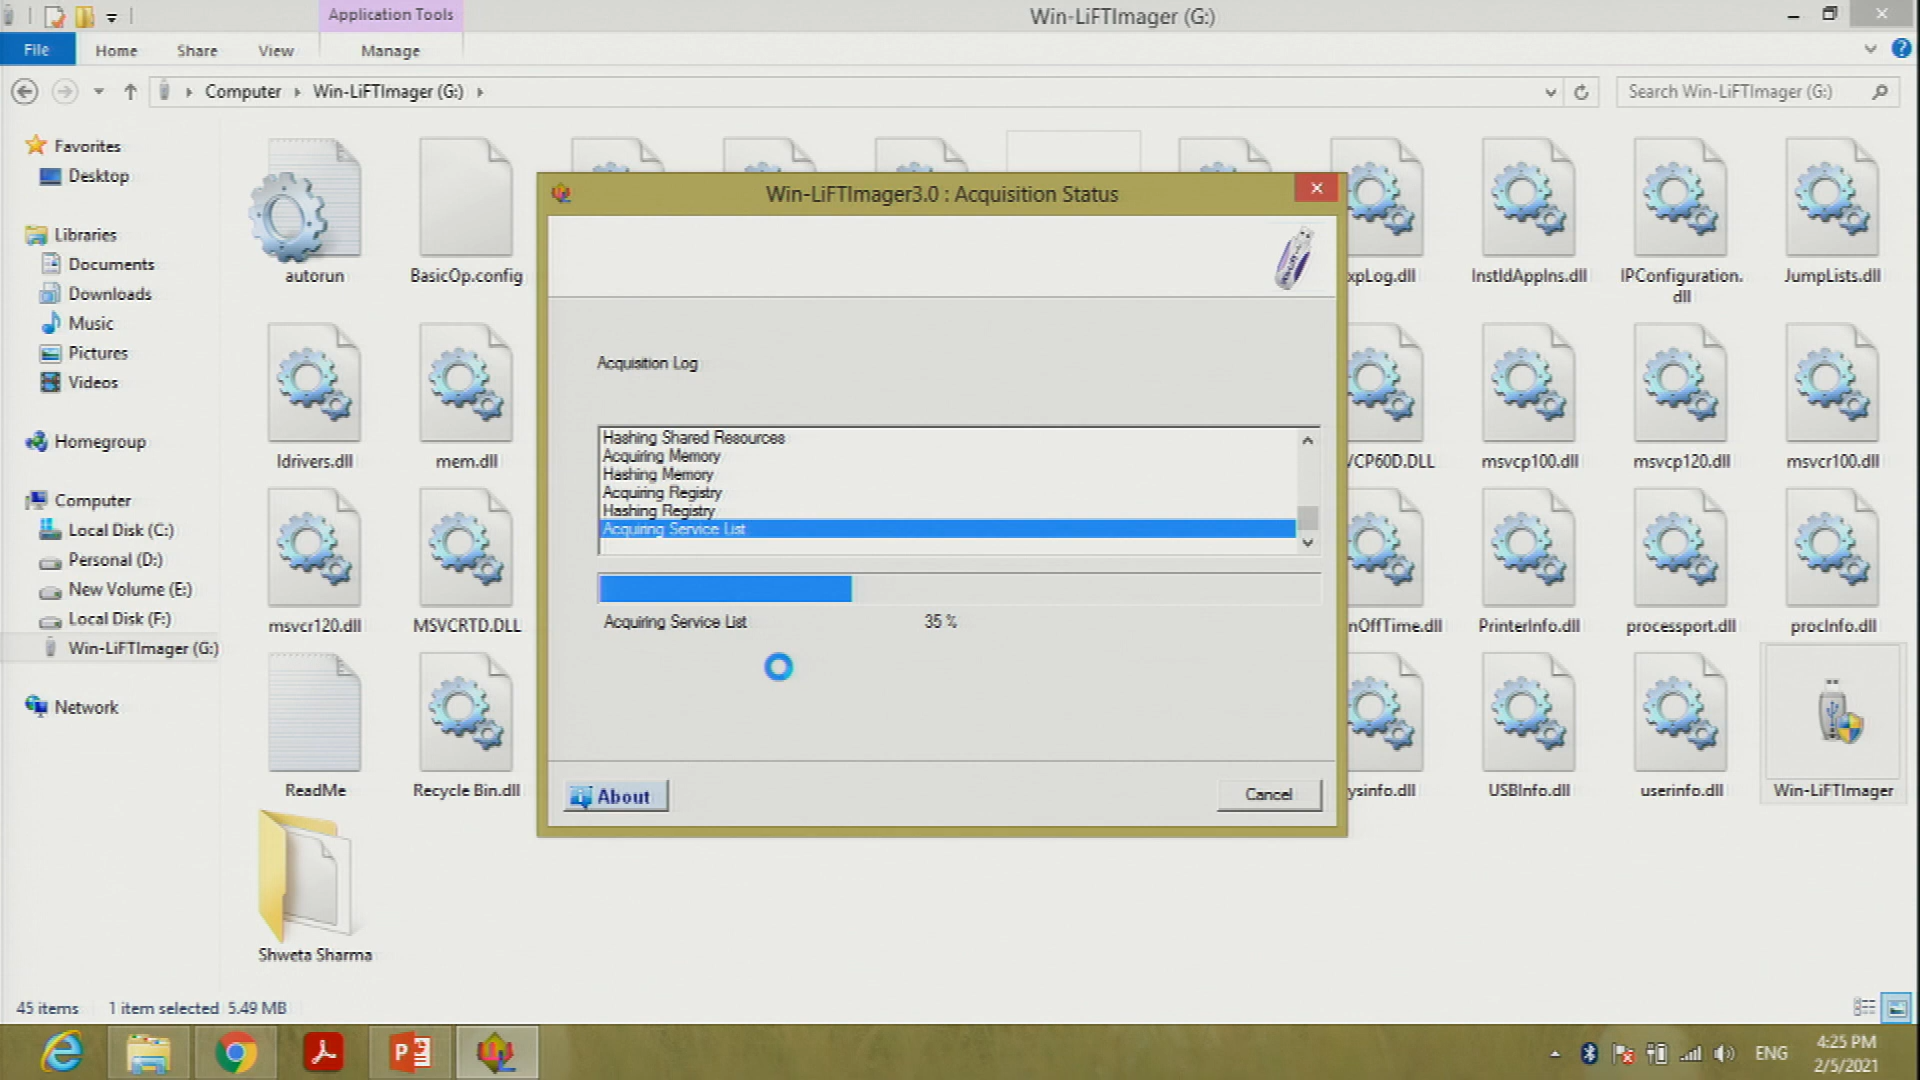 Application Tools
Win-LiFTImager (G:)
File
Home
Share
View
Manage
Computer
Win-LiFTImager (G:)
Search Win-LiFTImager (G:)
Favorites
Desktop
Libraries
Documents
Downloads
Music
Pictures
Videos
Homegroup
Computer
Local Disk (C:)
Personal (D:)
New Volume (E:)
Local Disk (F:)
Win-LiFTImager (G:)
Network
autorun
BasicOp.config
xpLog.dll
InstldAppIns.dll
IPConfiguration.
dll
JumpLists.dll
ldrivers.dll
mem.dll
VCP60D.DLL
msvcp100.dll
msvcp120.dll
msvcr100.dll
msvcr120.dll
MSVCRTD.DLL
nOffTime.dll
PrinterInfo.dll
processport.dll
procInfo.dll
ReadMe
Recycle Bin.dll
ysinfo.dll
USBInfo.dll
userinfo.dll
Win-LiFTImager
Shweta Sharma
Win-LiFTImager3.0 : Acquisition Status
Acquisition Log
Hashing Shared Resources
Acquiring Memory
Hashing Memory
Acquiring Registry
Hashing Registry
Acquiring Service List
Acquiring Service List 35 %
About
Cancel
45 items 1 item selected 5.49 MB
ENG
4:25 PM
2/5/2021